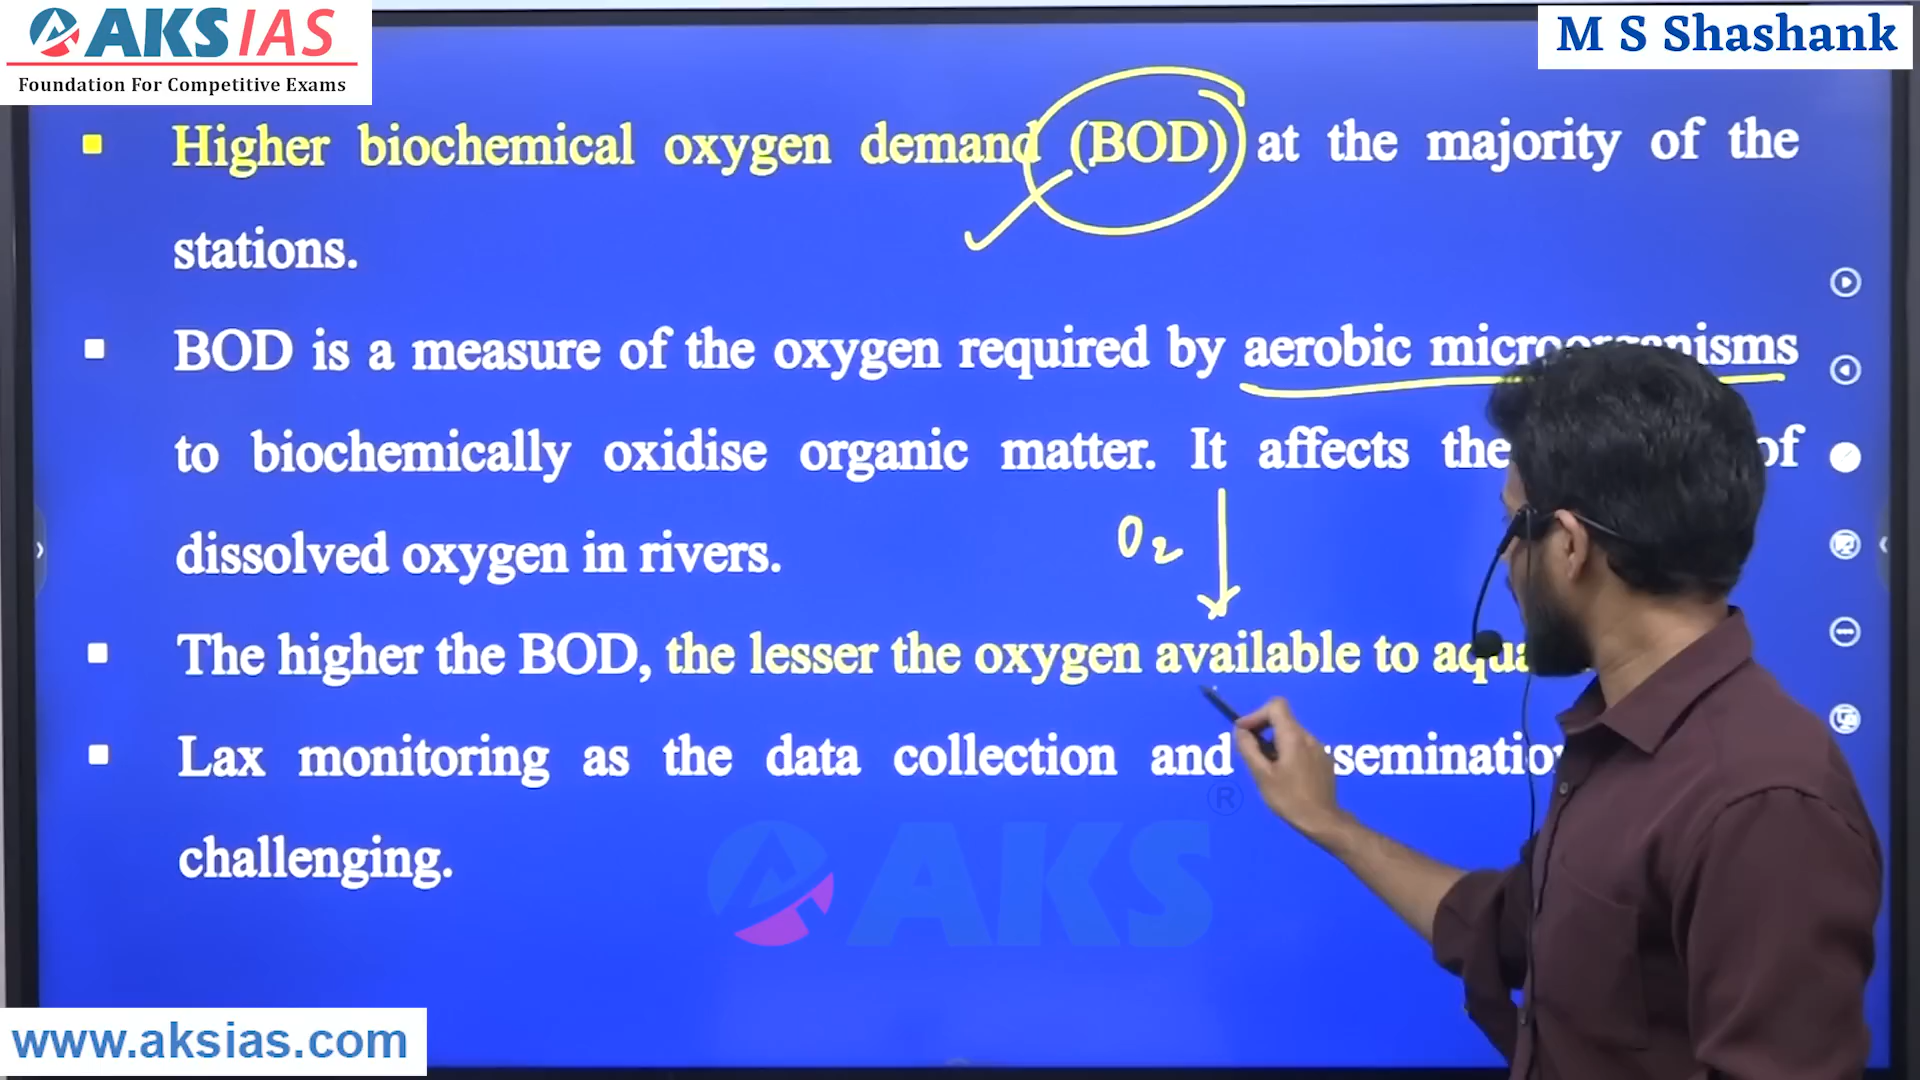 AKS IAS
Foundation For Competitive Exams
M S Shashank
Higher biochemical oxygen demand (BOD) at the majority of the
stations.
BOD is a measure of the oxygen required by aerobic microorganisms
to biochemically oxidise organic matter. It affects the of
O2
dissolved oxygen in rivers.
The higher the BOD, the lesser the oxygen available to
Lax monitoring as the data collection and
challenging.
®
AKS
www.aksias.com